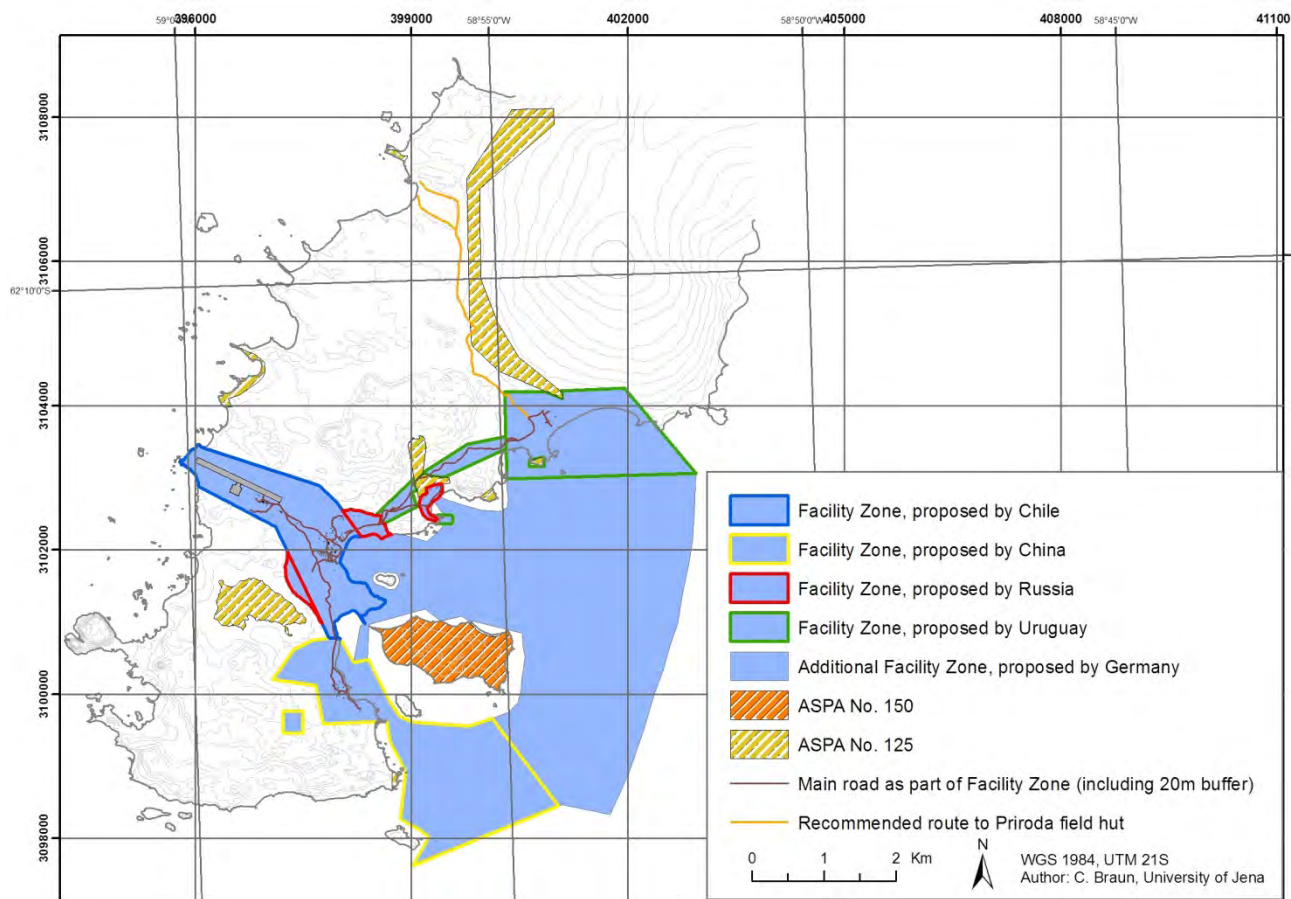 396000 399000 402000 405000 408000 41100
59°0'0"W 58°55'0"W 58°50'0"W 58°45'0"W
3108000
3106000
62°10'0"S
3104000
3102000
3100000
3098000
Facility Zone, proposed by Chile
Facility Zone, proposed by China
Facility Zone, proposed by Russia
Facility Zone, proposed by Uruguay
Additional Facility Zone, proposed by Germany
ASPA No. 150
ASPA No. 125
Main road as part of Facility Zone (including 20m buffer)
Recommended route to Priroda field hut
0 1 2 Km
N
WGS 1984, UTM 21S
Author: C. Braun, University of Jena